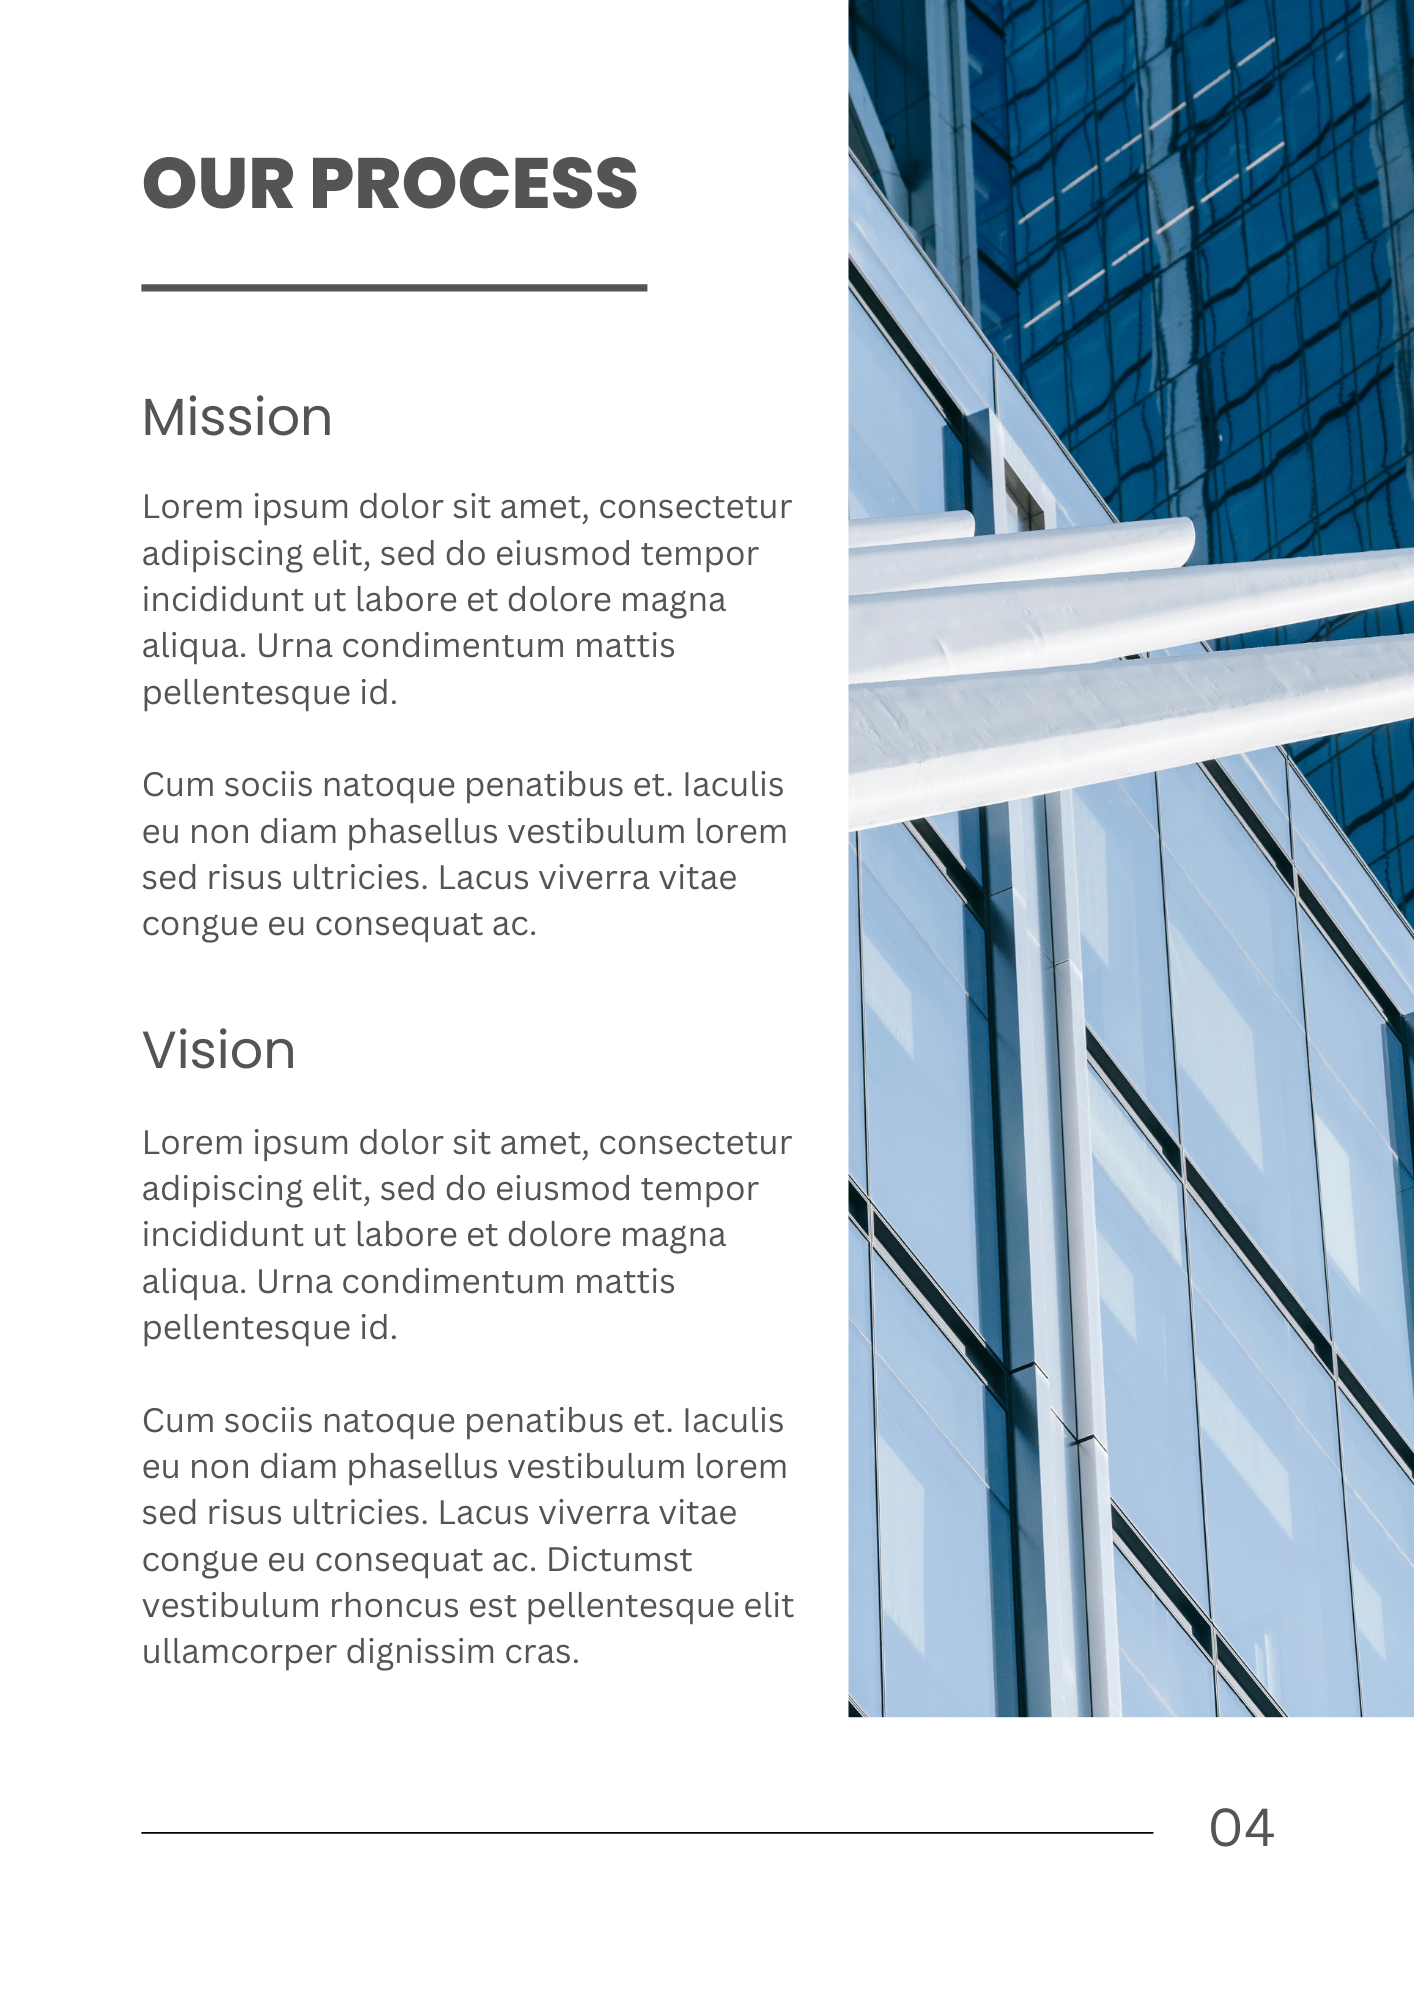 OUR PROCESS
Mission
Lorem ipsum dolor sit amet, consectetur
adipiscing elit, sed do eiusmod tempor
incididunt ut labore et dolore magna
aliqua. Urna condimentum mattis
pellentesque id.
Cum sociis natoque penatibus et. Iaculis
eu non diam phasellus vestibulum lorem
sed risus ultricies. Lacus viverra vitae
congue eu consequat ac.
Vision
Lorem ipsum dolor sit amet, consectetur
adipiscing elit, sed do eiusmod tempor
incididunt ut labore et dolore magna
aliqua. Urna condimentum mattis
pellentesque id.
Cum sociis natoque penatibus et. Iaculis
eu non diam phasellus vestibulum lorem
sed risus ultricies. Lacus viverra vitae
congue eu consequat ac. Dictumst
vestibulum rhoncus est pellentesque elit
ullamcorper dignissim cras.
04